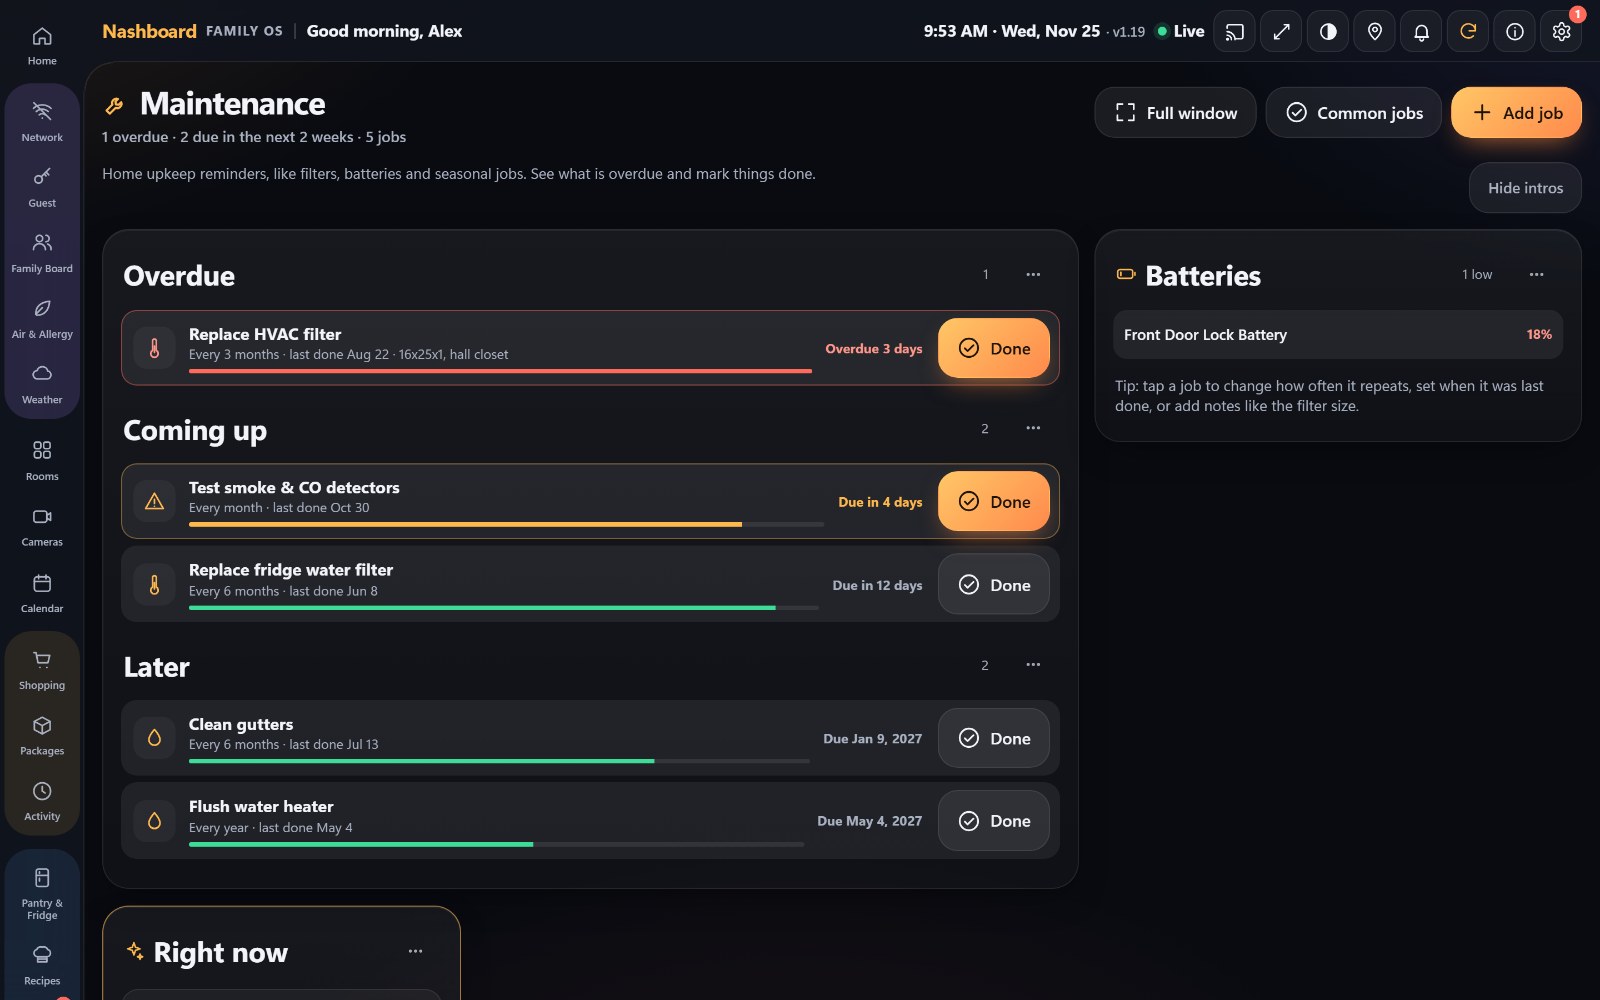 Nashboard FAMILY OS | Good morning, Alex
9:53 AM · Wed, Nov 25 · v1.19 Live
1
Home
Network
Guest
Family Board
Air & Allergy
Weather
Rooms
Cameras
Calendar
Shopping
Packages
Activity
Pantry &
Fridge
Recipes
Maintenance
1 overdue · 2 due in the next 2 weeks · 5 jobs
Full window
Common jobs
Add job
Home upkeep reminders, like filters, batteries and seasonal jobs. See what is overdue and mark things done.
Hide intros
Overdue
1
Replace HVAC filter
Every 3 months · last done Aug 22 · 16x25x1, hall closet
Overdue 3 days
Done
Coming up
2
Test smoke & CO detectors
Every month · last done Oct 30
Due in 4 days
Done
Replace fridge water filter
Every 6 months · last done Jun 8
Due in 12 days
Done
Later
2
Clean gutters
Every 6 months · last done Jul 13
Due Jan 9, 2027
Done
Flush water heater
Every year · last done May 4
Due May 4, 2027
Done
Batteries
1 low
Front Door Lock Battery
18%
Tip: tap a job to change how often it repeats, set when it was last
done, or add notes like the filter size.
Right now